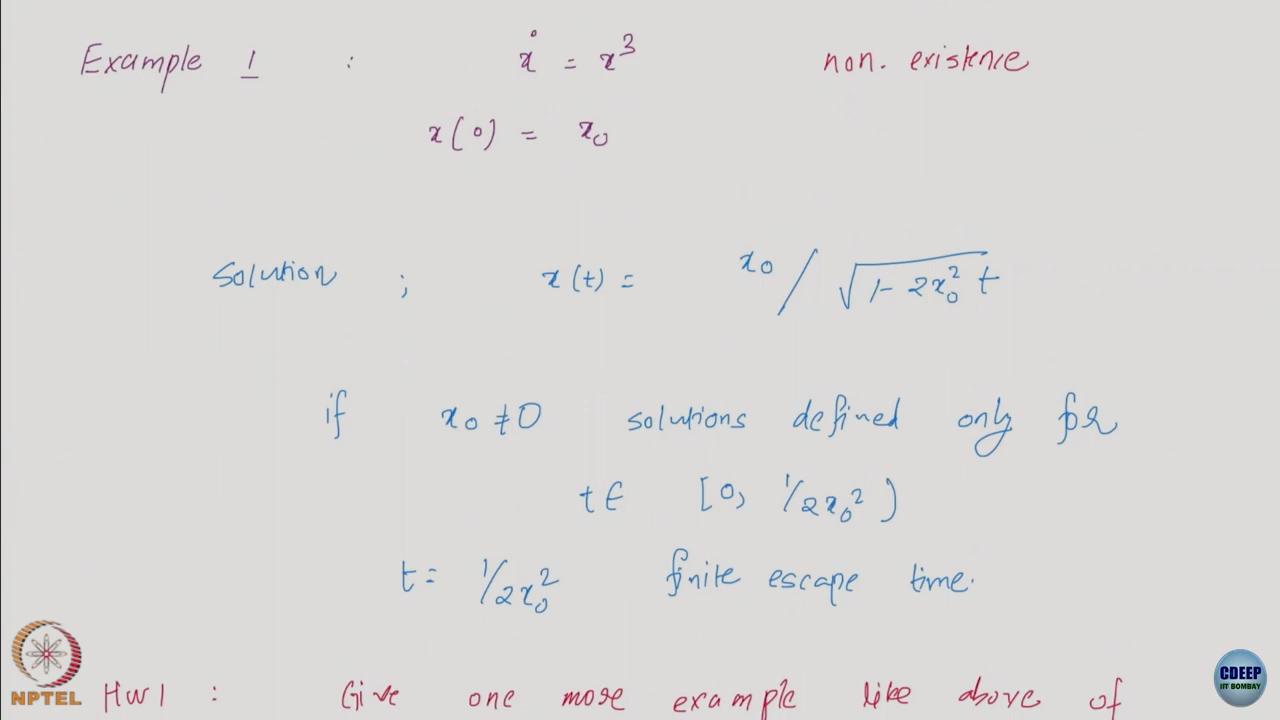 Example 1 : ẋ = x³ non. existence
x(0) = x₀
Solution ; x(t) = x₀ / √(1- 2x₀² t)
if x₀ ≠ 0 solutions defined only for
t ∈ [0, 1/2x₀²)
t = 1/2x₀² finite escape time.
HW1 : Give one more example like above of
NPTEL
CDEEP
IIT BOMBAY